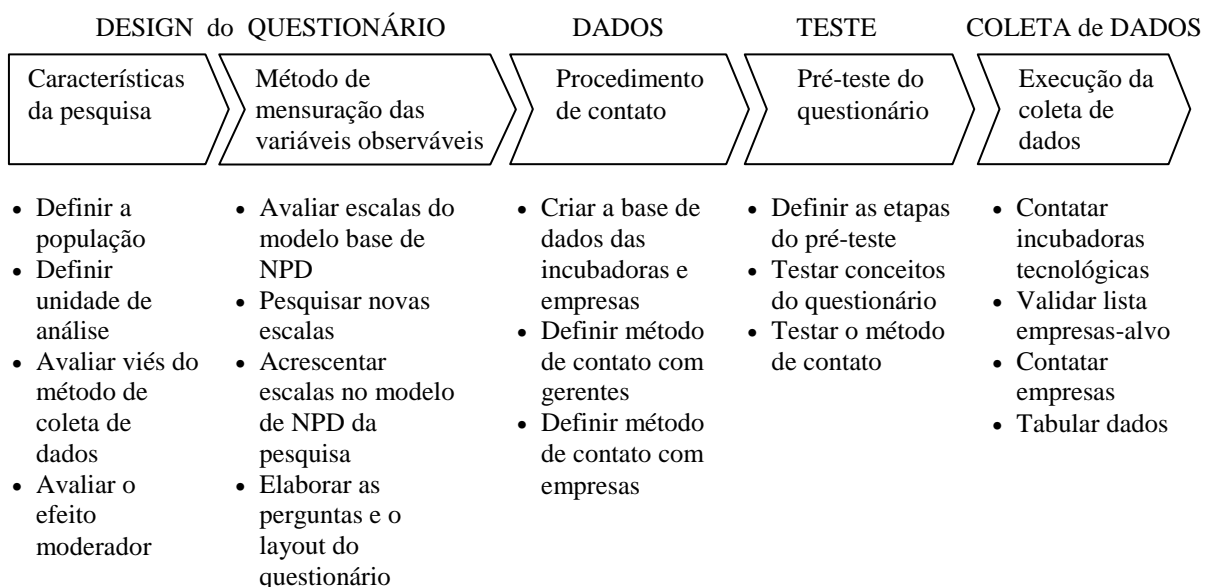 DESIGN do QUESTIONÁRIO DADOS TESTE COLETA de DADOS
Características
da pesquisa
Método de
mensuração das
variáveis observáveis
Procedimento
de contato
Pré-teste do
questionário
Execução da
coleta de
dados
• Definir a
população
• Definir
unidade de
análise
• Avaliar viés do
método de
coleta de
dados
• Avaliar o
efeito
moderador
• Avaliar escalas do
modelo base de
NPD
• Pesquisar novas
escalas
• Acrescentar
escalas no modelo
de NPD da
pesquisa
• Elaborar as
perguntas e o
layout do
questionário
• Criar a base de
dados das
incubadoras e
empresas
• Definir método
de contato com
gerentes
• Definir método
de contato com
empresas
• Definir as etapas
do pré-teste
• Testar conceitos
do questionário
• Testar o método
de contato
• Contatar
incubadoras
tecnológicas
• Validar lista
empresas-alvo
• Contatar
empresas
• Tabular dados